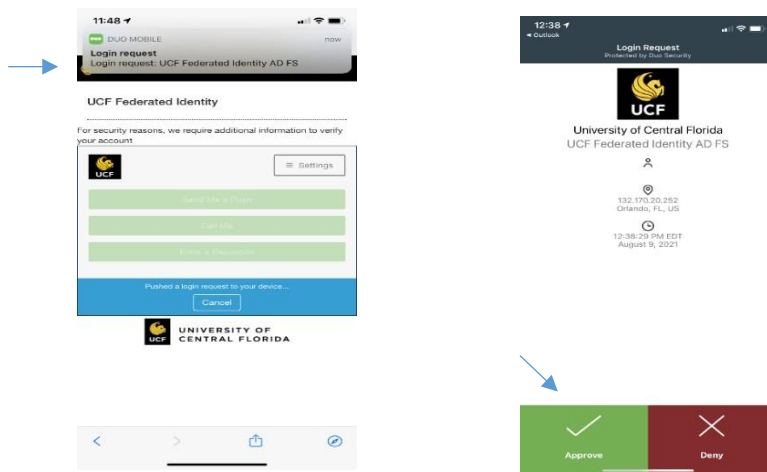 11:48
DUO MOBILE
now
Login request
Login request: UCF Federated Identity AD FS
UCF Federated Identity
For security reasons, we require additional information to verify
your account
UCF
Settings
Send Me a Push
Call Me
Enter a Passcode
Pushed a login request to your device...
Cancel
UCF
UNIVERSITY OF
CENTRAL FLORIDA
12:38
Outlook
Login Request
Protected by Duo Security
UCF
University of Central Florida
UCF Federated Identity AD FS
132.170.20.252
Orlando, FL, US
12:38:29 PM EDT
August 9, 2021
Approve
Deny